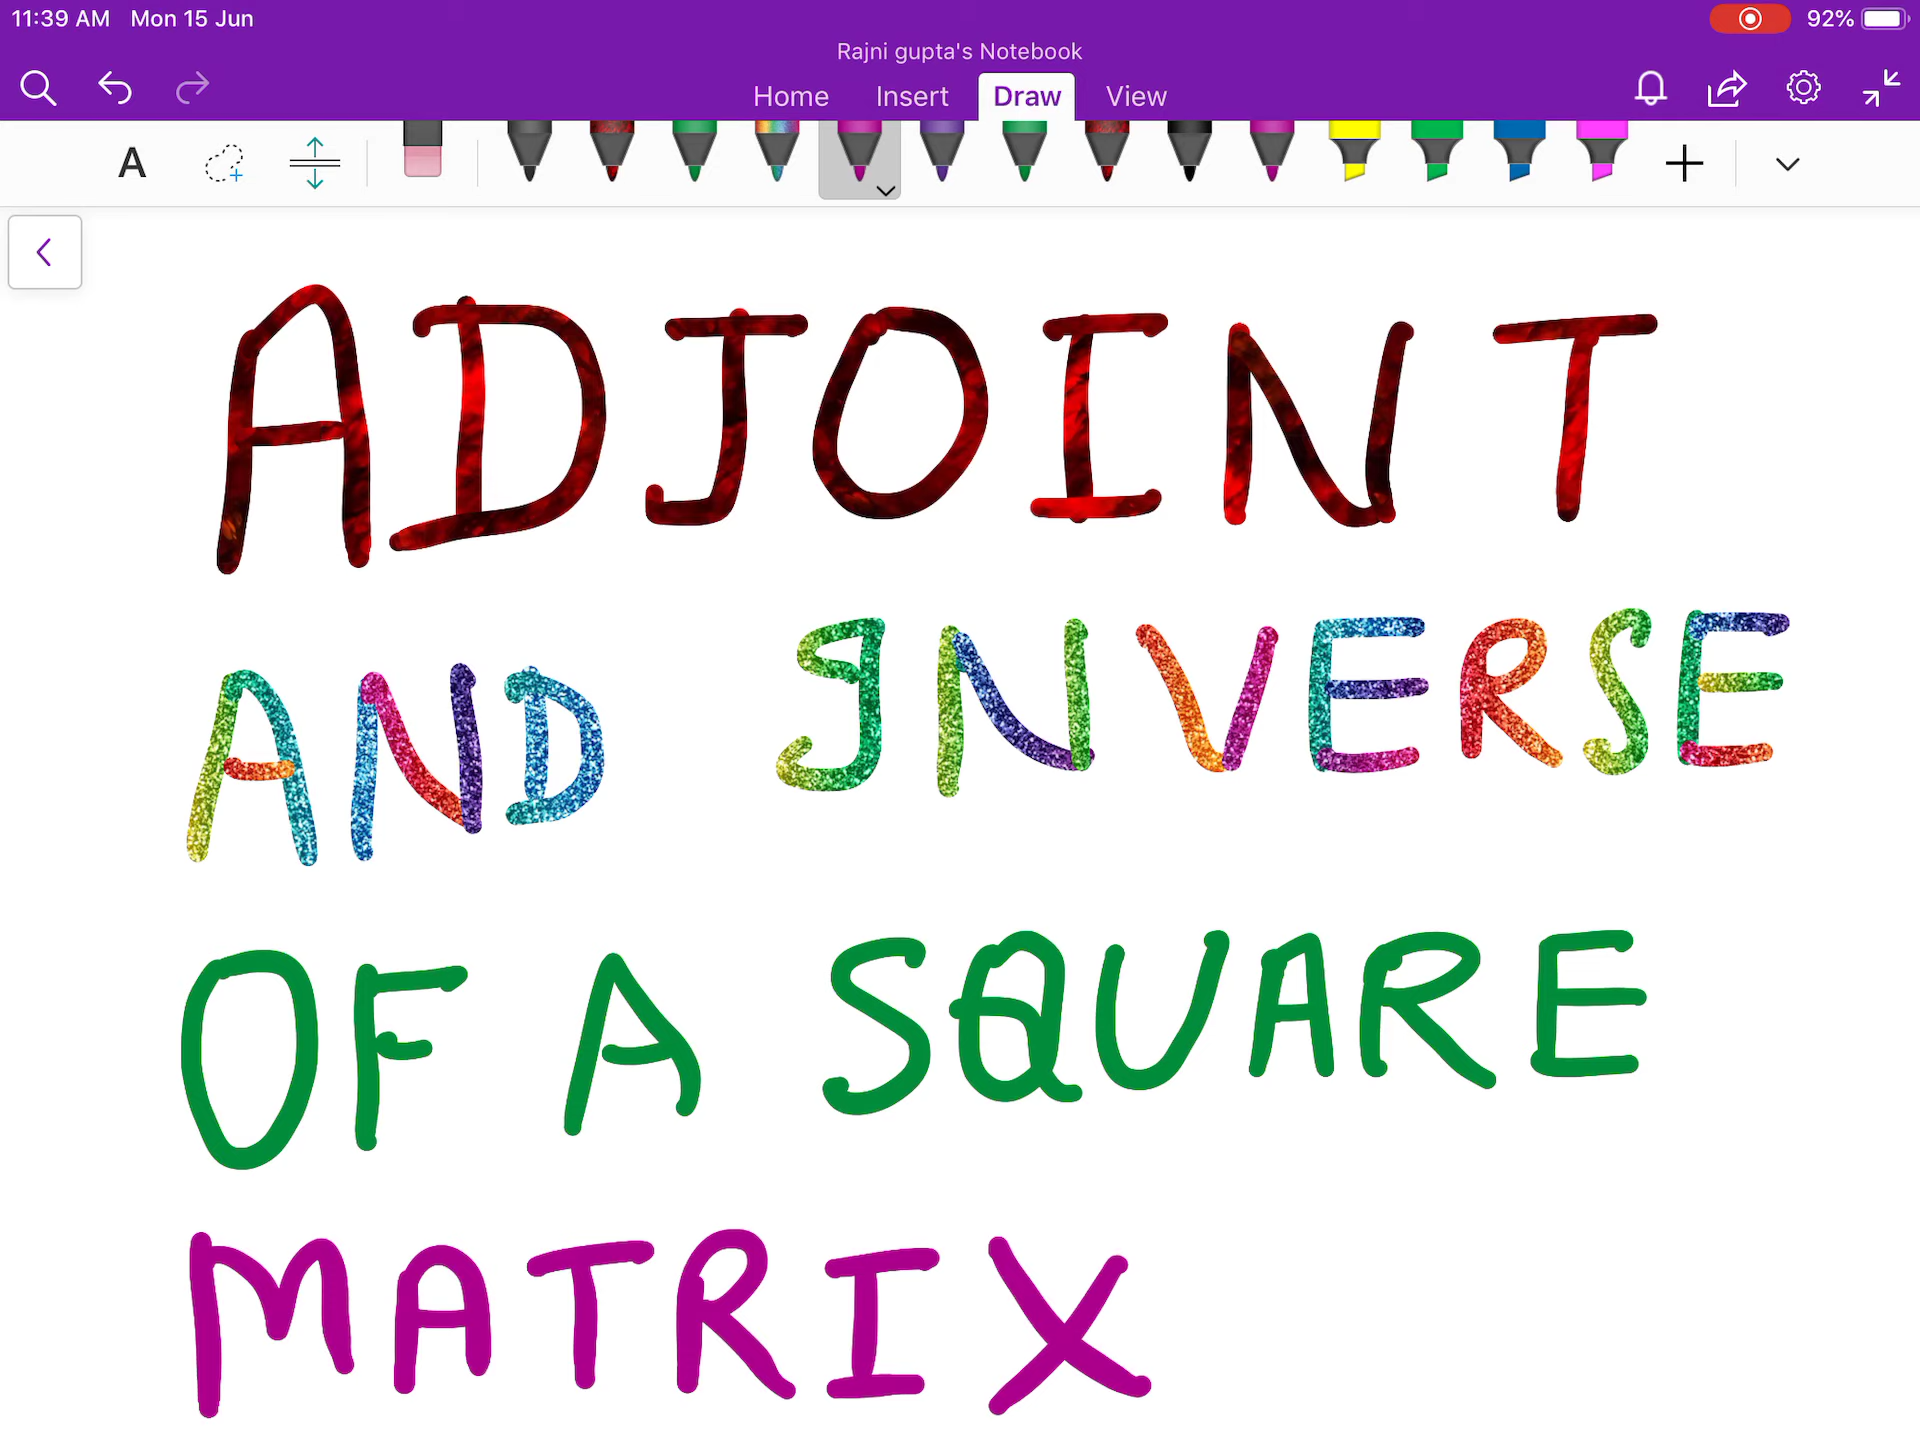 11:39 AM Mon 15 Jun 92%
Rajni gupta's Notebook
Home Insert Draw View
A
ADJOINT
AND INVERSE
OF A SQUARE
MATRIX